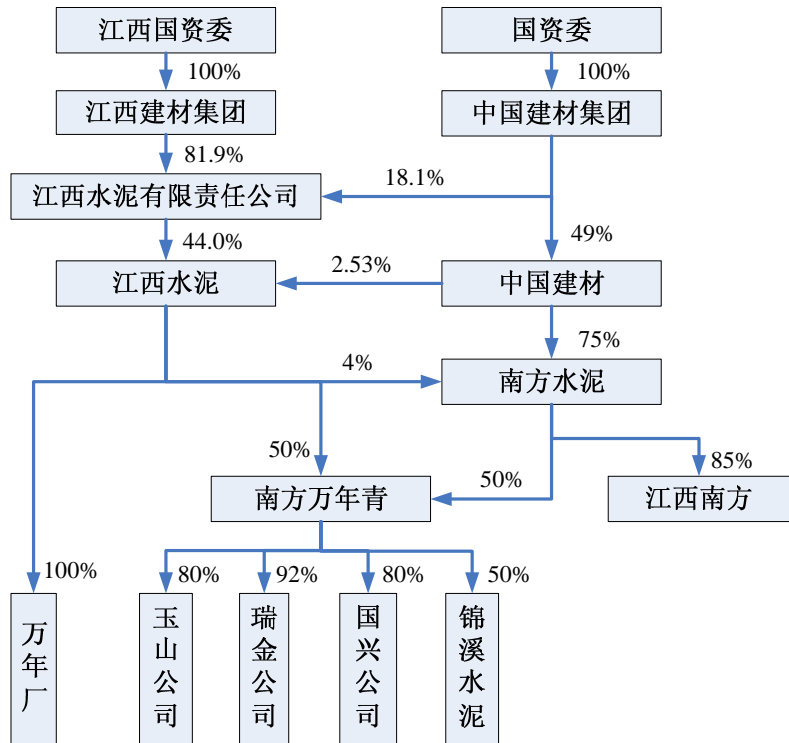 江西国资委
国资委
100%
100%
江西建材集团
中国建材集团
81.9%
18.1%
江西水泥有限责任公司
44.0%
49%
2.53%
江西水泥
中国建材
75%
4%
南方水泥
50%
50%
85%
南方万年青
江西南方
100%
80%
92%
80%
50%
万年厂
玉山公司
瑞金公司
国兴公司
锦溪水泥